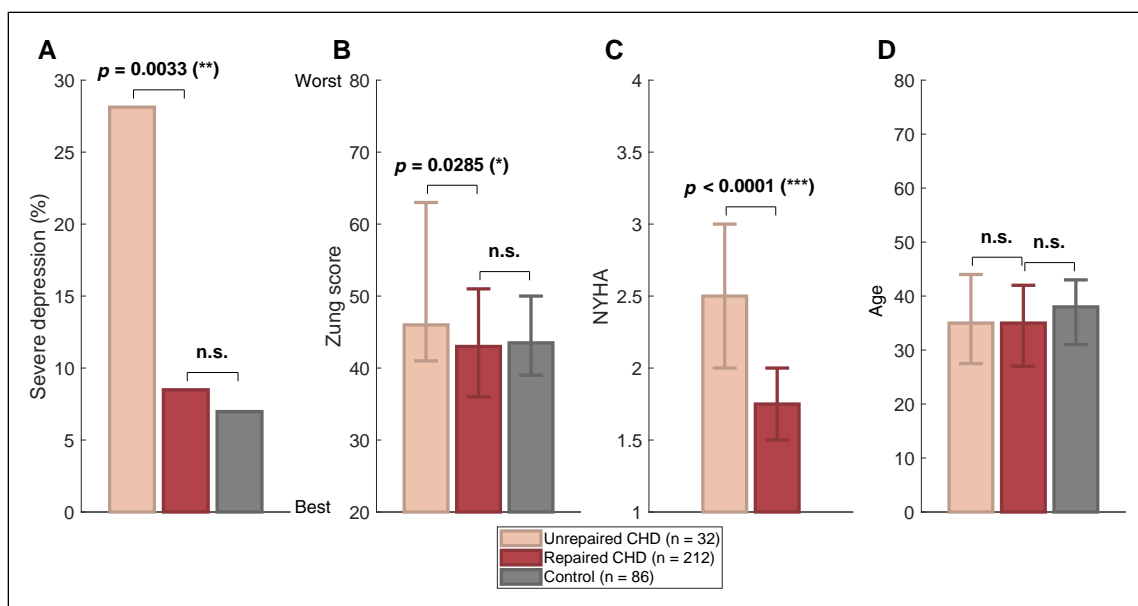 A
p = 0.0033 (**)
n.s.
Severe depression (%)
30
25
20
15
10
5
0
B
Worst
Best
p = 0.0285 (*)
n.s.
Zung score
80
70
60
50
40
30
20
C
p < 0.0001 (***)
NYHA
4
3.5
3
2.5
2
1.5
1
D
n.s.
n.s.
Age
80
70
60
50
40
30
20
10
0
Unrepaired CHD (n = 32)
Repaired CHD (n = 212)
Control (n = 86)